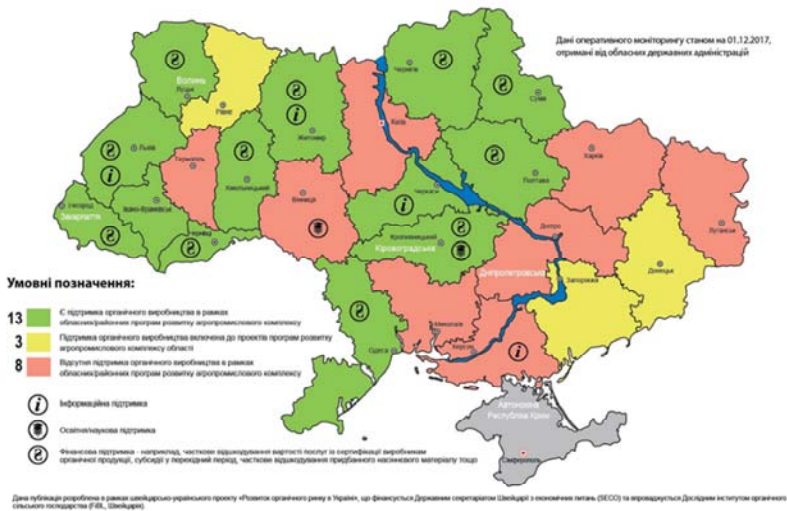 Дані оперативного моніторингу станом на 01.12.2017,
отримані від обласних державних адміністрацій
Волинь
Луцьк
Рівне
Житомир
Чернігів
Суми
Київ
Львів
Тернопіль
Хмельницький
Вінниця
Черкаси
Полтава
Харків
Луганськ
Ужгород
Закарпаття
Івано-Франківськ
Чернівці
Кропивницький
Кіровоградська
Дніпро
Дніпропетровська
Запоріжжя
Донецьк
Миколаїв
Херсон
Одеса
Автономна
Республіка Крим
Сімферополь
Умовні позначення:
13 Є підтримка органічного виробництва в рамках
обласних/районних програм розвитку агропромислового комплексу
3 Підтримка органічного виробництва включена до проектів програм розвитку
агропромислового комплексу області
8 Відсутня підтримка органічного виробництва в рамках
обласних/районних програм розвитку агропромислового комплексу
Інформаційна підтримка
Освітня/наукова підтримка
Фінансова підтримка - наприклад, часткове відшкодування вартості послуг із сертифікації виробникам
органічної продукції, субсидії у перехідний період, часткове відшкодування придбанного насіннєвого матеріалу тощо
Дана публікація розроблена в рамках швейцарсько-українського проекту «Розвиток органічного ринку в Україні», що фінансується Державним секретаріатом Швейцарії з економічних питань (SECO) та впроваджується Дослідним інститутом органічного
сільського господарства (FiBL, Швейцарія).